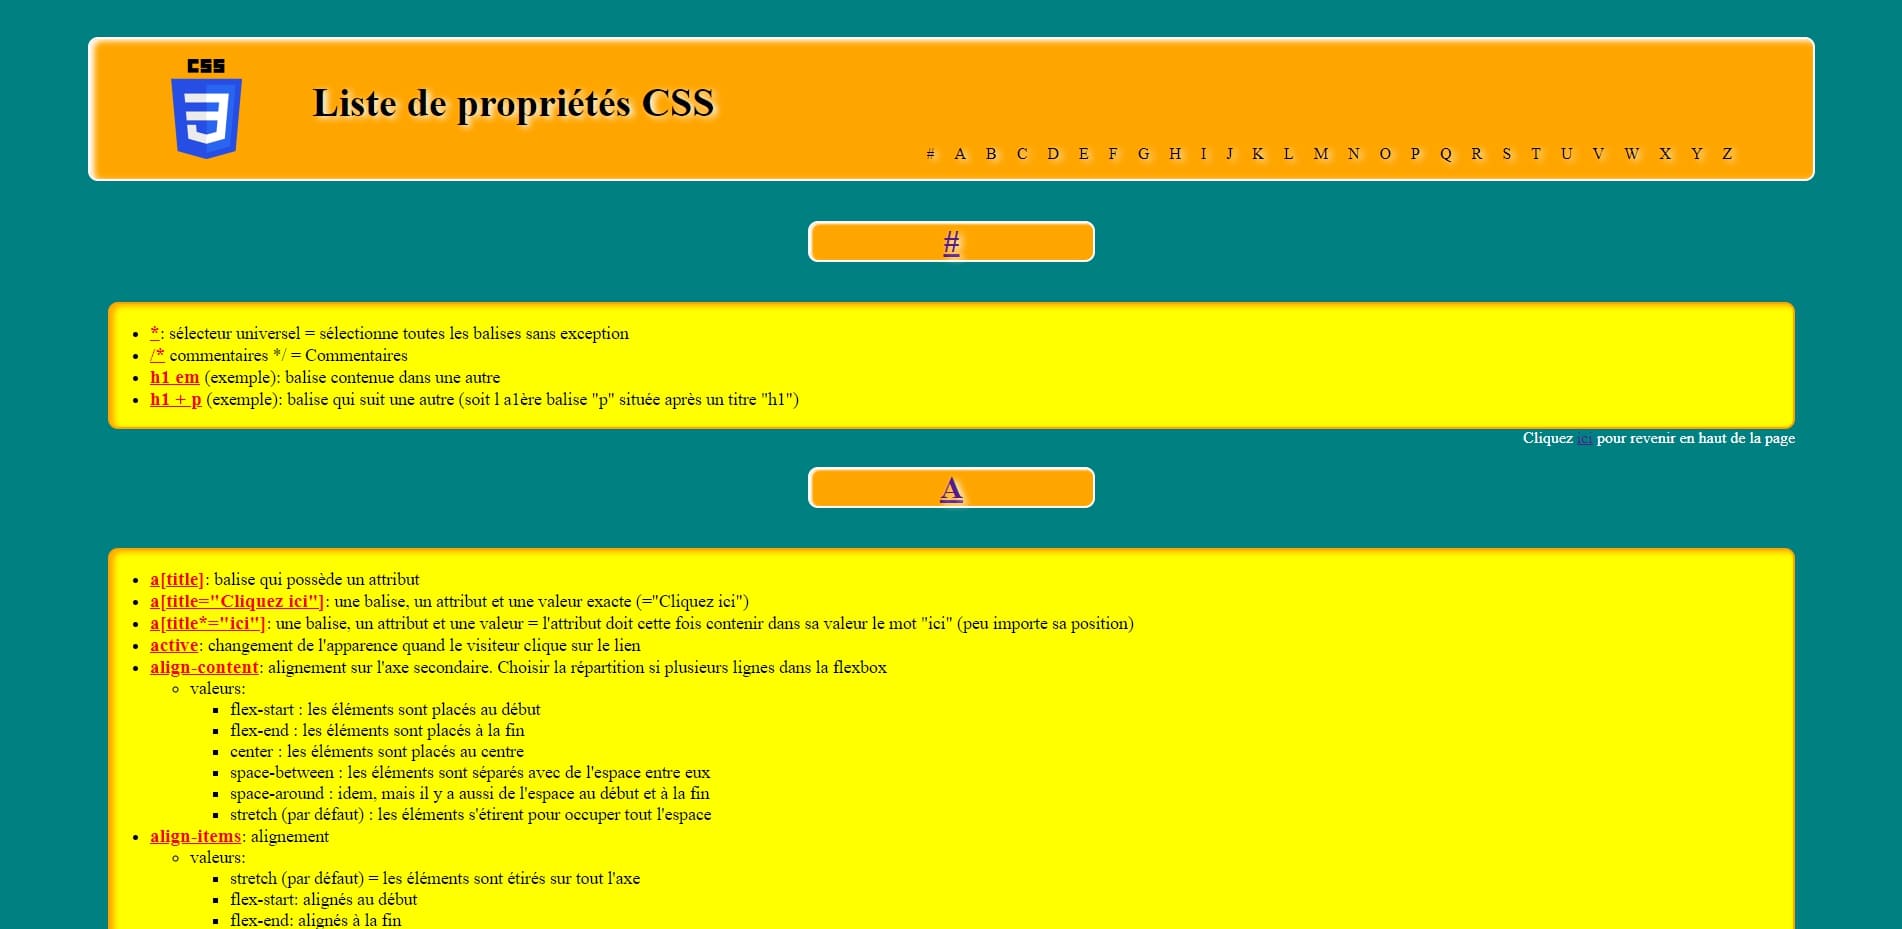 CSS
Liste de propriétés CSS
# A B C D E F G H I J K L M N O P Q R S T U V W X Y Z
#
*: sélecteur universel = sélectionne toutes les balises sans exception
/* commentaires */ = Commentaires
h1 em (exemple): balise contenue dans une autre
h1 + p (exemple): balise qui suit une autre (soit l a1ère balise "p" située après un titre "h1")
Cliquez ici pour revenir en haut de la page
A
a[title]: balise qui possède un attribut
a[title="Cliquez ici"]: une balise, un attribut et une valeur exacte (="Cliquez ici")
a[title*="ici"]: une balise, un attribut et une valeur = l'attribut doit cette fois contenir dans sa valeur le mot "ici" (peu importe sa position)
active: changement de l'apparence quand le visiteur clique sur le lien
align-content: alignement sur l'axe secondaire. Choisir la répartition si plusieurs lignes dans la flexbox
valeurs:
flex-start : les éléments sont placés au début
flex-end : les éléments sont placés à la fin
center : les éléments sont placés au centre
space-between : les éléments sont séparés avec de l'espace entre eux
space-around : idem, mais il y a aussi de l'espace au début et à la fin
stretch (par défaut) : les éléments s'étirent pour occuper tout l'espace
align-items: alignement
valeurs:
stretch (par défaut) = les éléments sont étirés sur tout l'axe
flex-start: alignés au début
flex-end: alignés à la fin